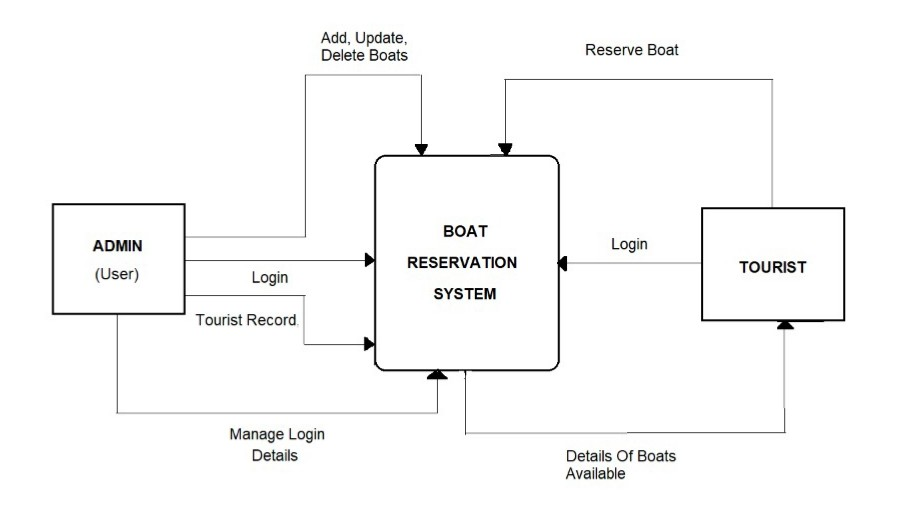 Add, Update,
Delete Boats
Reserve Boat
ADMIN
(User)
BOAT
RESERVATION
SYSTEM
Login
TOURIST
Login
Tourist Record.
Manage Login
Details
Details Of Boats
Available